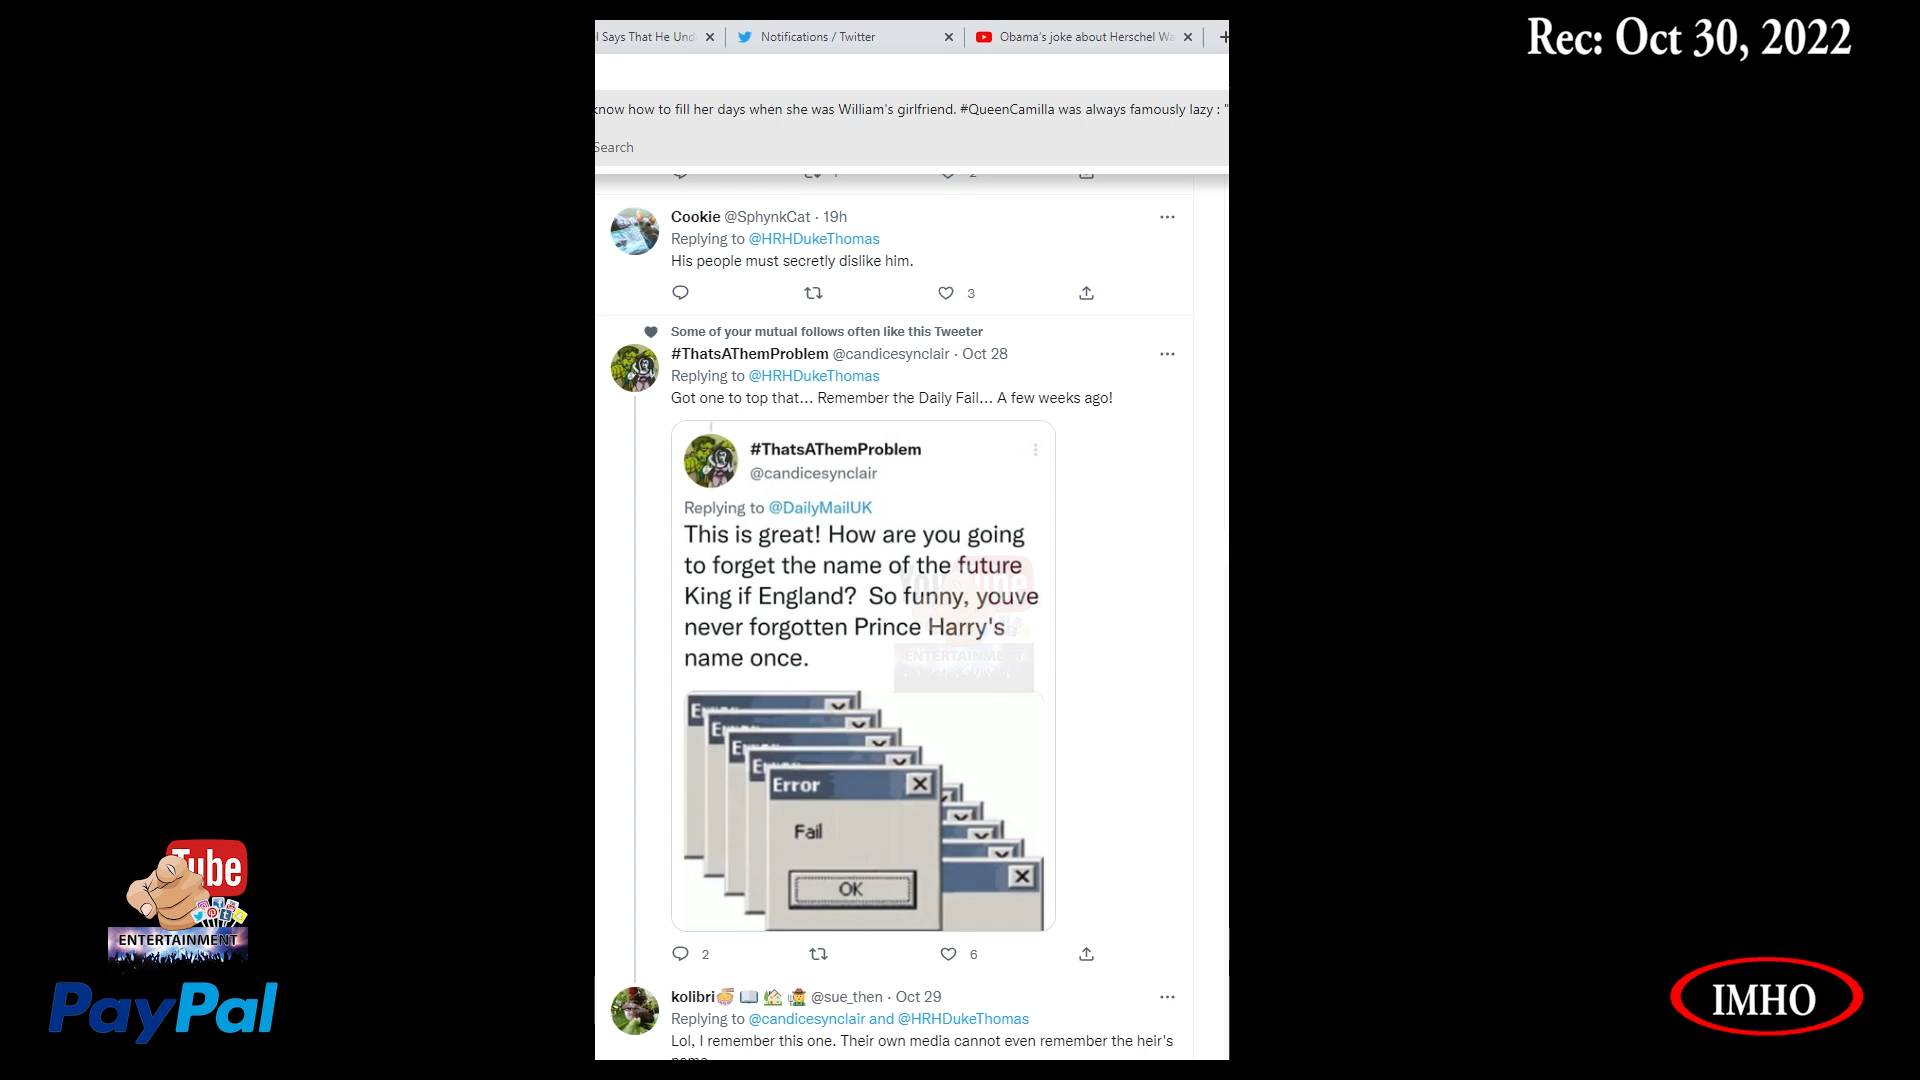 Rec: Oct 30, 2022
l Says That He Und
Notifications / Twitter
Obama's joke about Herschel Wa
know how to fill her days when she was William's girlfriend. #QueenCamilla was always famously lazy : "
Search
2
Cookie @SphynkCat · 19h
Replying to @HRHDukeThomas
His people must secretly dislike him.
3
Some of your mutual follows often like this Tweeter
#ThatsAThemProblem @candicesynclair · Oct 28
Replying to @HRHDukeThomas
Got one to top that... Remember the Daily Fail... A few weeks ago!
#ThatsAThemProblem
@candicesynclair
Replying to @DailyMailUK
This is great! How are you going
to forget the name of the future
King if England? So funny, youve
never forgotten Prince Harry's
name once.
Error
Error
Error
Error
Error
Fail
OK
2
6
kolibri @sue_then · Oct 29
Replying to @candicesynclair and @HRHDukeThomas
Lol, I remember this one. Their own media cannot even remember the heir's
name
Tube
ENTERTAINMENT
PayPal
IMHO